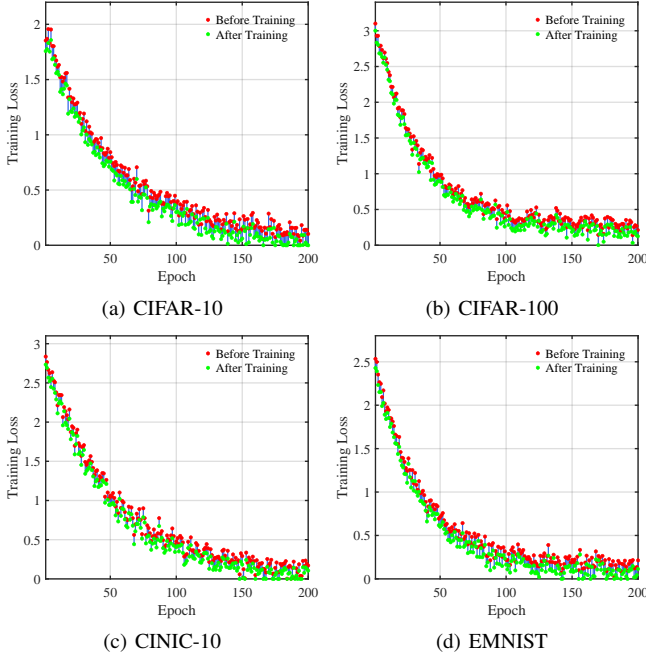 2
1.5
1
0.5
0
50
100
150
200
Training Loss
Epoch
Before Training
After Training
(a) CIFAR-10
3
2.5
2
1.5
1
0.5
0
50
100
150
200
Training Loss
Epoch
Before Training
After Training
(b) CIFAR-100
3
2.5
2
1.5
1
0.5
0
50
100
150
200
Training Loss
Epoch
Before Training
After Training
(c) CINIC-10
2.5
2
1.5
1
0.5
0
50
100
150
200
Training Loss
Epoch
Before Training
After Training
(d) EMNIST